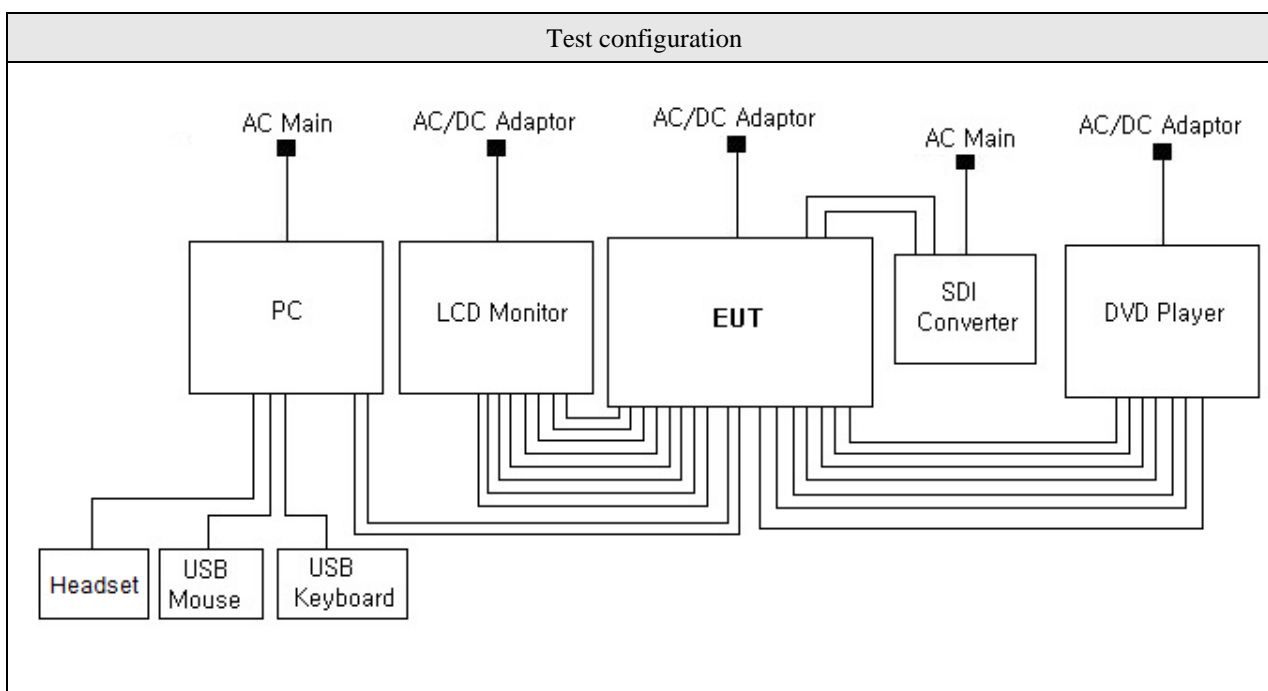 Test configuration
AC Main
AC/DC Adaptor
AC/DC Adaptor
AC Main
AC/DC Adaptor
PC
LCD Monitor
EUT
SDI
Converter
DVD Player
Headset
USB
Mouse
USB
Keyboard